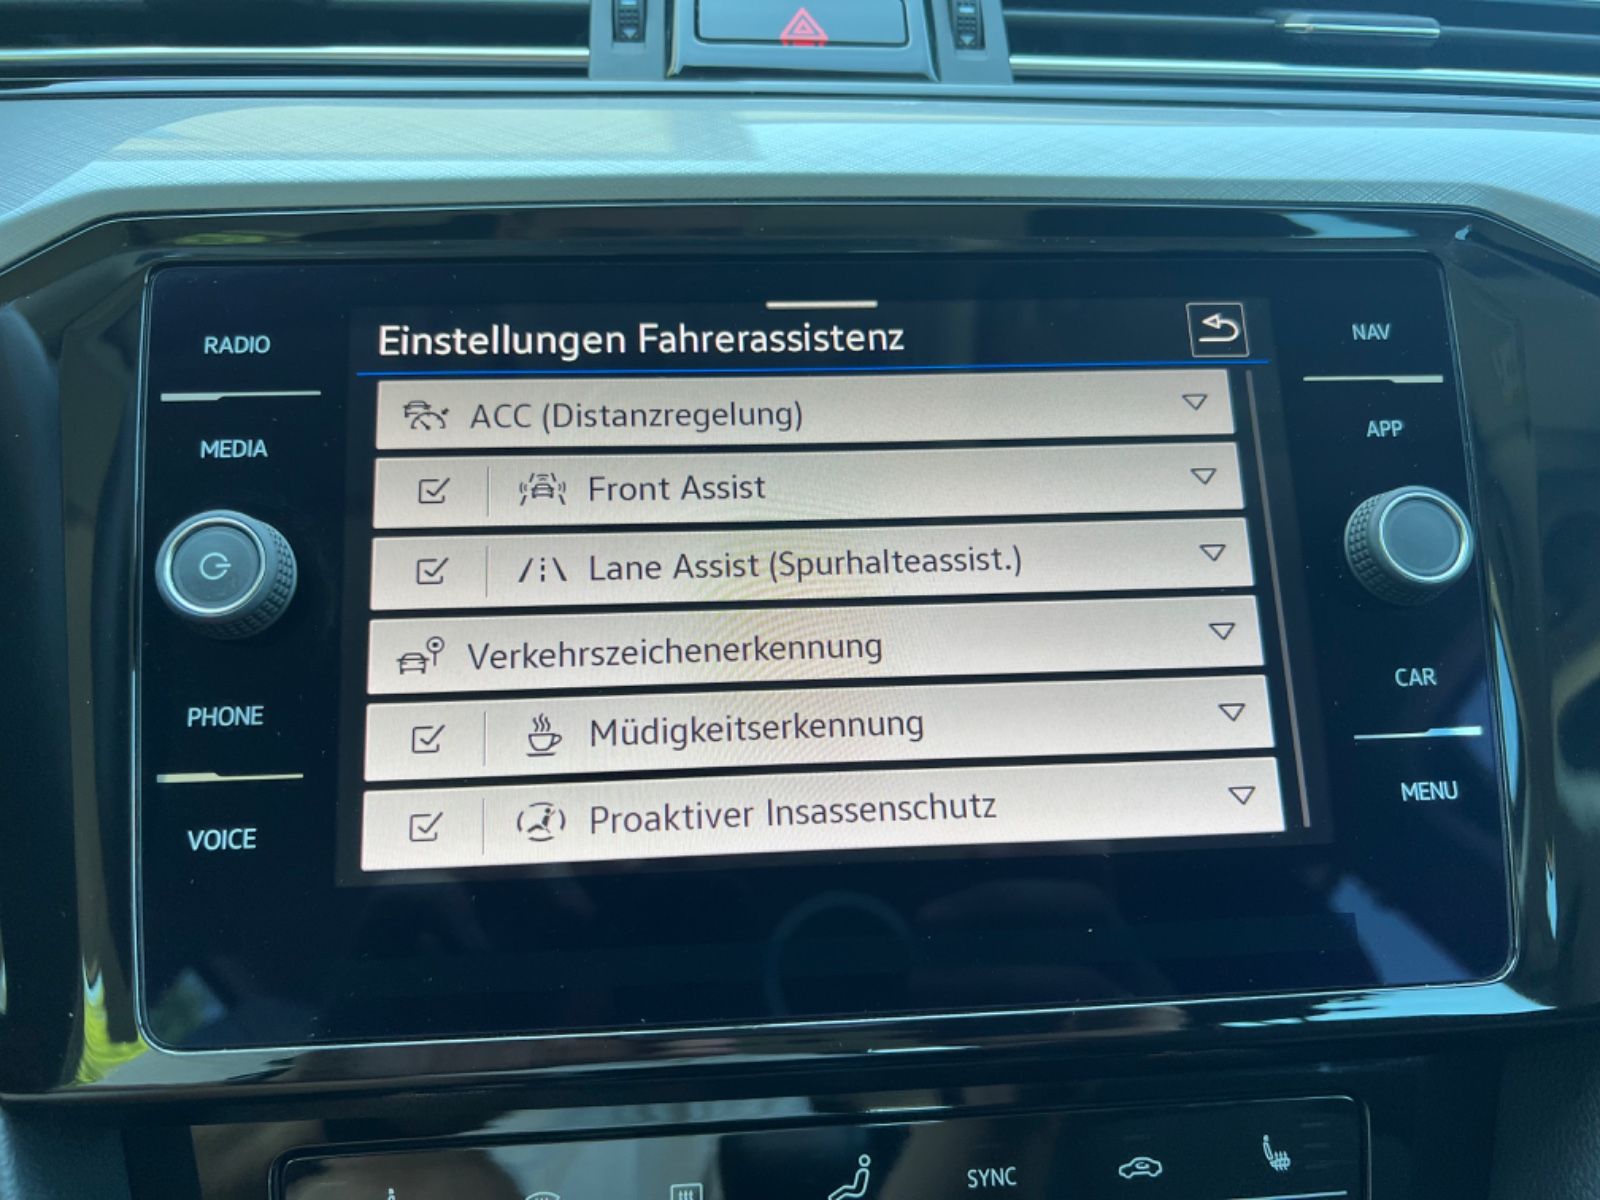 RADIO
MEDIA
PHONE
VOICE
Einstellungen Fahrerassistenz
ACC (Distanzregelung)
Front Assist
Lane Assist (Spurhalteassist.)
Verkehrszeichenerkennung
Müdigkeitserkennung
Proaktiver Insassenschutz
NAV
APP
CAR
MENU
SYNC